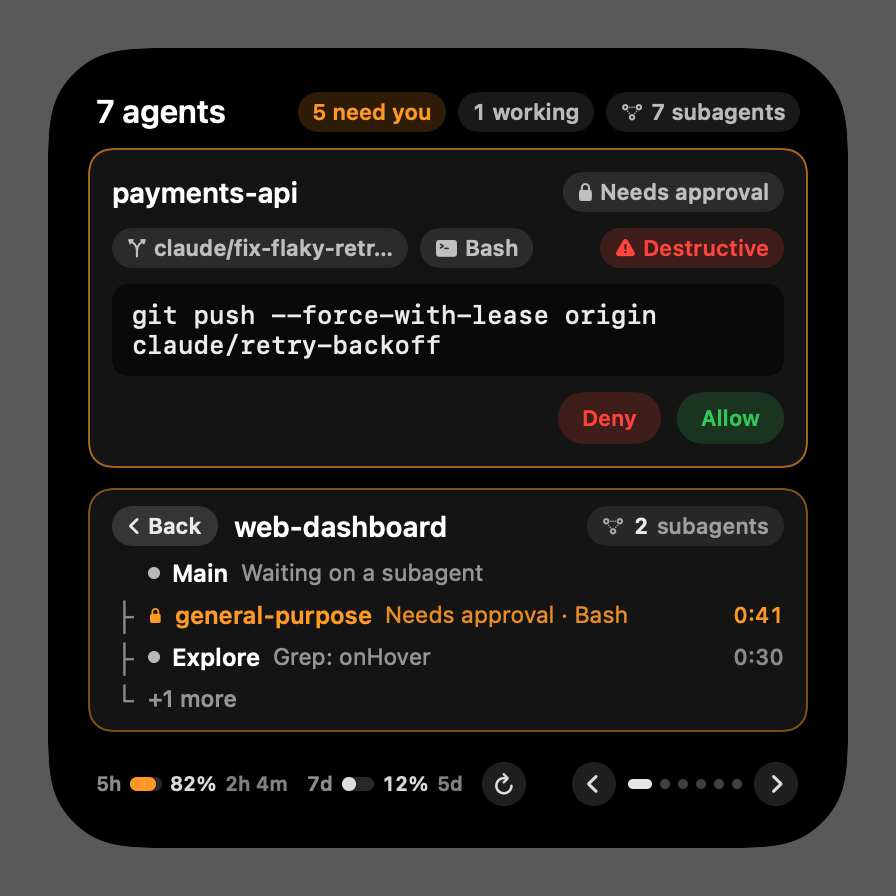 7 agents 5 need you 1 working 7 subagents
payments-api Needs approval
claude/fix-flaky-retr... Bash Destructive
git push --force-with-lease origin
claude/retry-backoff
Deny Allow
Back web-dashboard 2 subagents
Main Waiting on a subagent
general-purpose Needs approval · Bash 0:41
Explore Grep: onHover 0:30
+1 more
5h 82% 2h 4m 7d 12% 5d